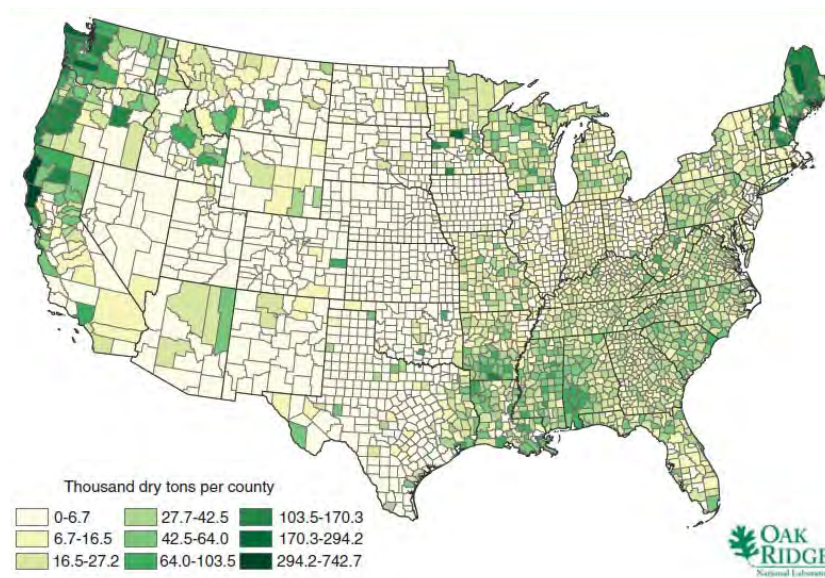 Thousand dry tons per county
0-6.7 27.7-42.5 103.5-170.3
6.7-16.5 42.5-64.0 170.3-294.2
16.5-27.2 64.0-103.5 294.2-742.7
OAK
RIDGE
National Laborator